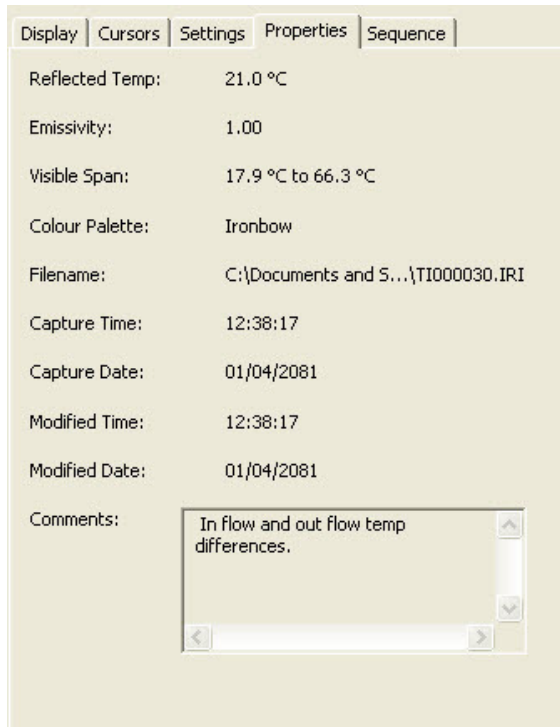 Display Cursors Settings Properties Sequence
Reflected Temp: 21.0 °C
Emissivity: 1.00
Visible Span: 17.9 °C to 66.3 °C
Colour Palette: Ironbow
Filename: C:\Documents and S...\TI000030.IRI
Capture Time: 12:38:17
Capture Date: 01/04/2081
Modified Time: 12:38:17
Modified Date: 01/04/2081
Comments: In flow and out flow temp
differences.